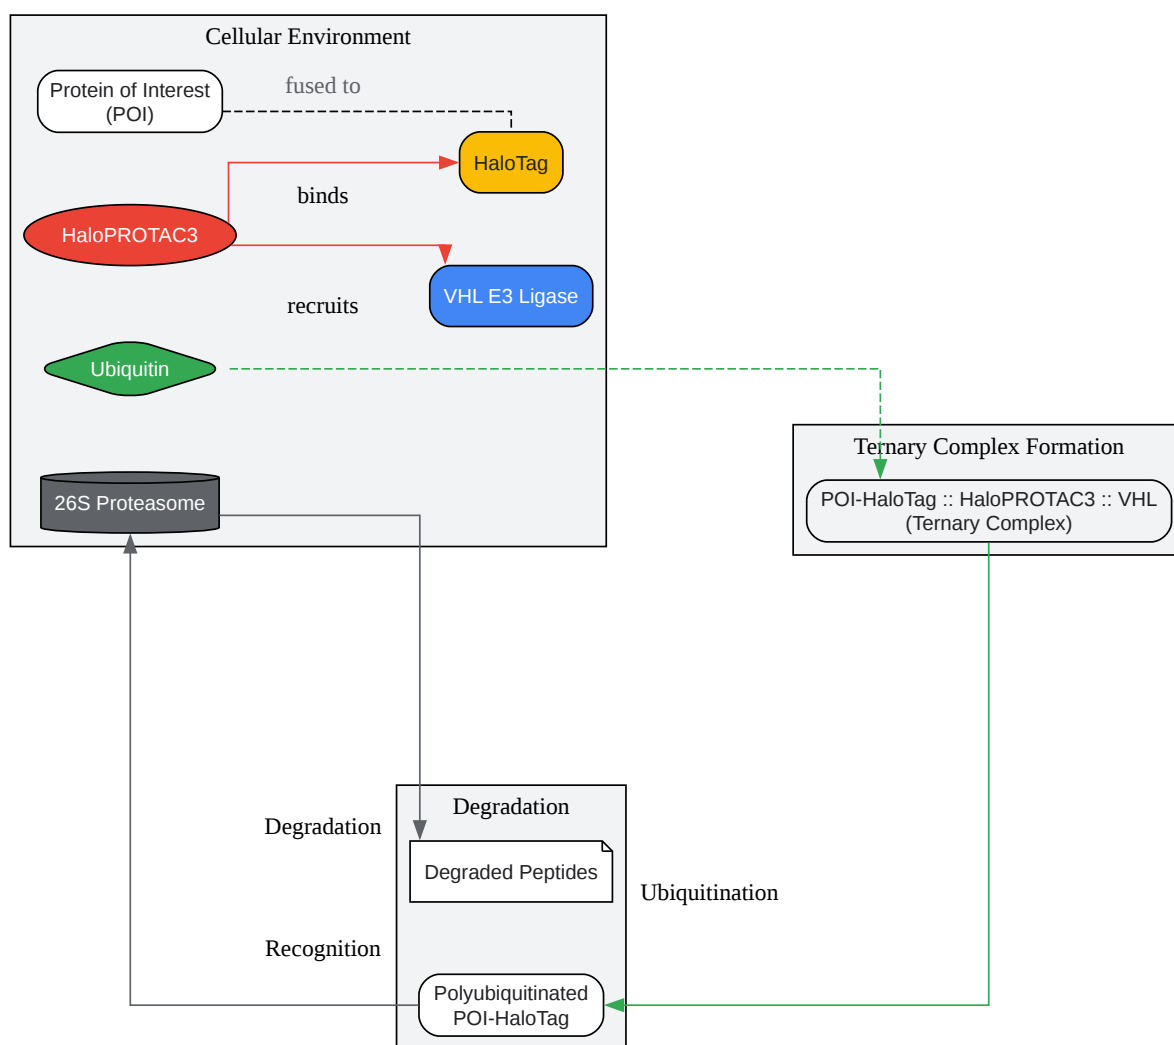 Cellular Environment
Protein of Interest
(POI)
fused to
HaloTag
binds
HaloPROTAC3
VHL E3 Ligase
recruits
Ubiquitin
26S Proteasome
Ternary Complex Formation
POI-HaloTag :: HaloPROTAC3 :: VHL
(Ternary Complex)
Degradation
Degradation
Degraded Peptides
Ubiquitination
Recognition
Polyubiquitinated
POI-HaloTag